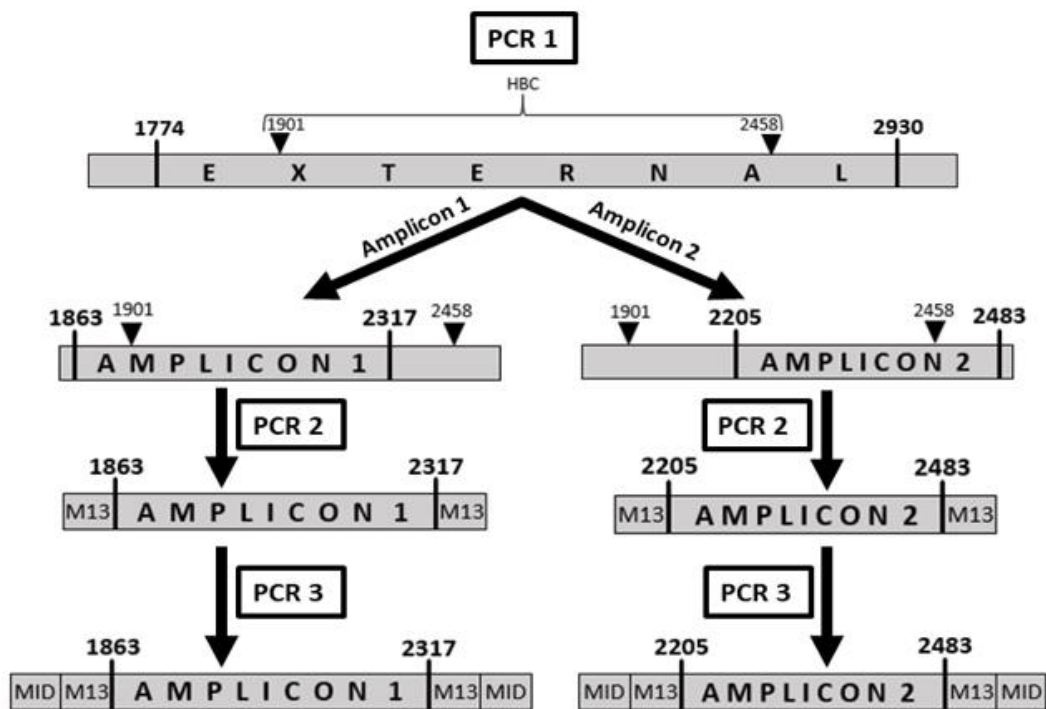 PCR 1
HBC
1901 2458
1774 2930
E X T E R N A L
Amplicon 1 Amplicon 2
1863 1901 2317 2458
A M P L I C O N 1
1901 2205 2458 2483
A M P L I C O N 2
PCR 2 PCR 2
1863 2317
M13 A M P L I C O N 1 M13
2205 2483
M13 A M P L I C O N 2 M13
PCR 3 PCR 3
1863 2317
MID M13 A M P L I C O N 1 M13 MID
2205 2483
MID M13 A M P L I C O N 2 M13 MID